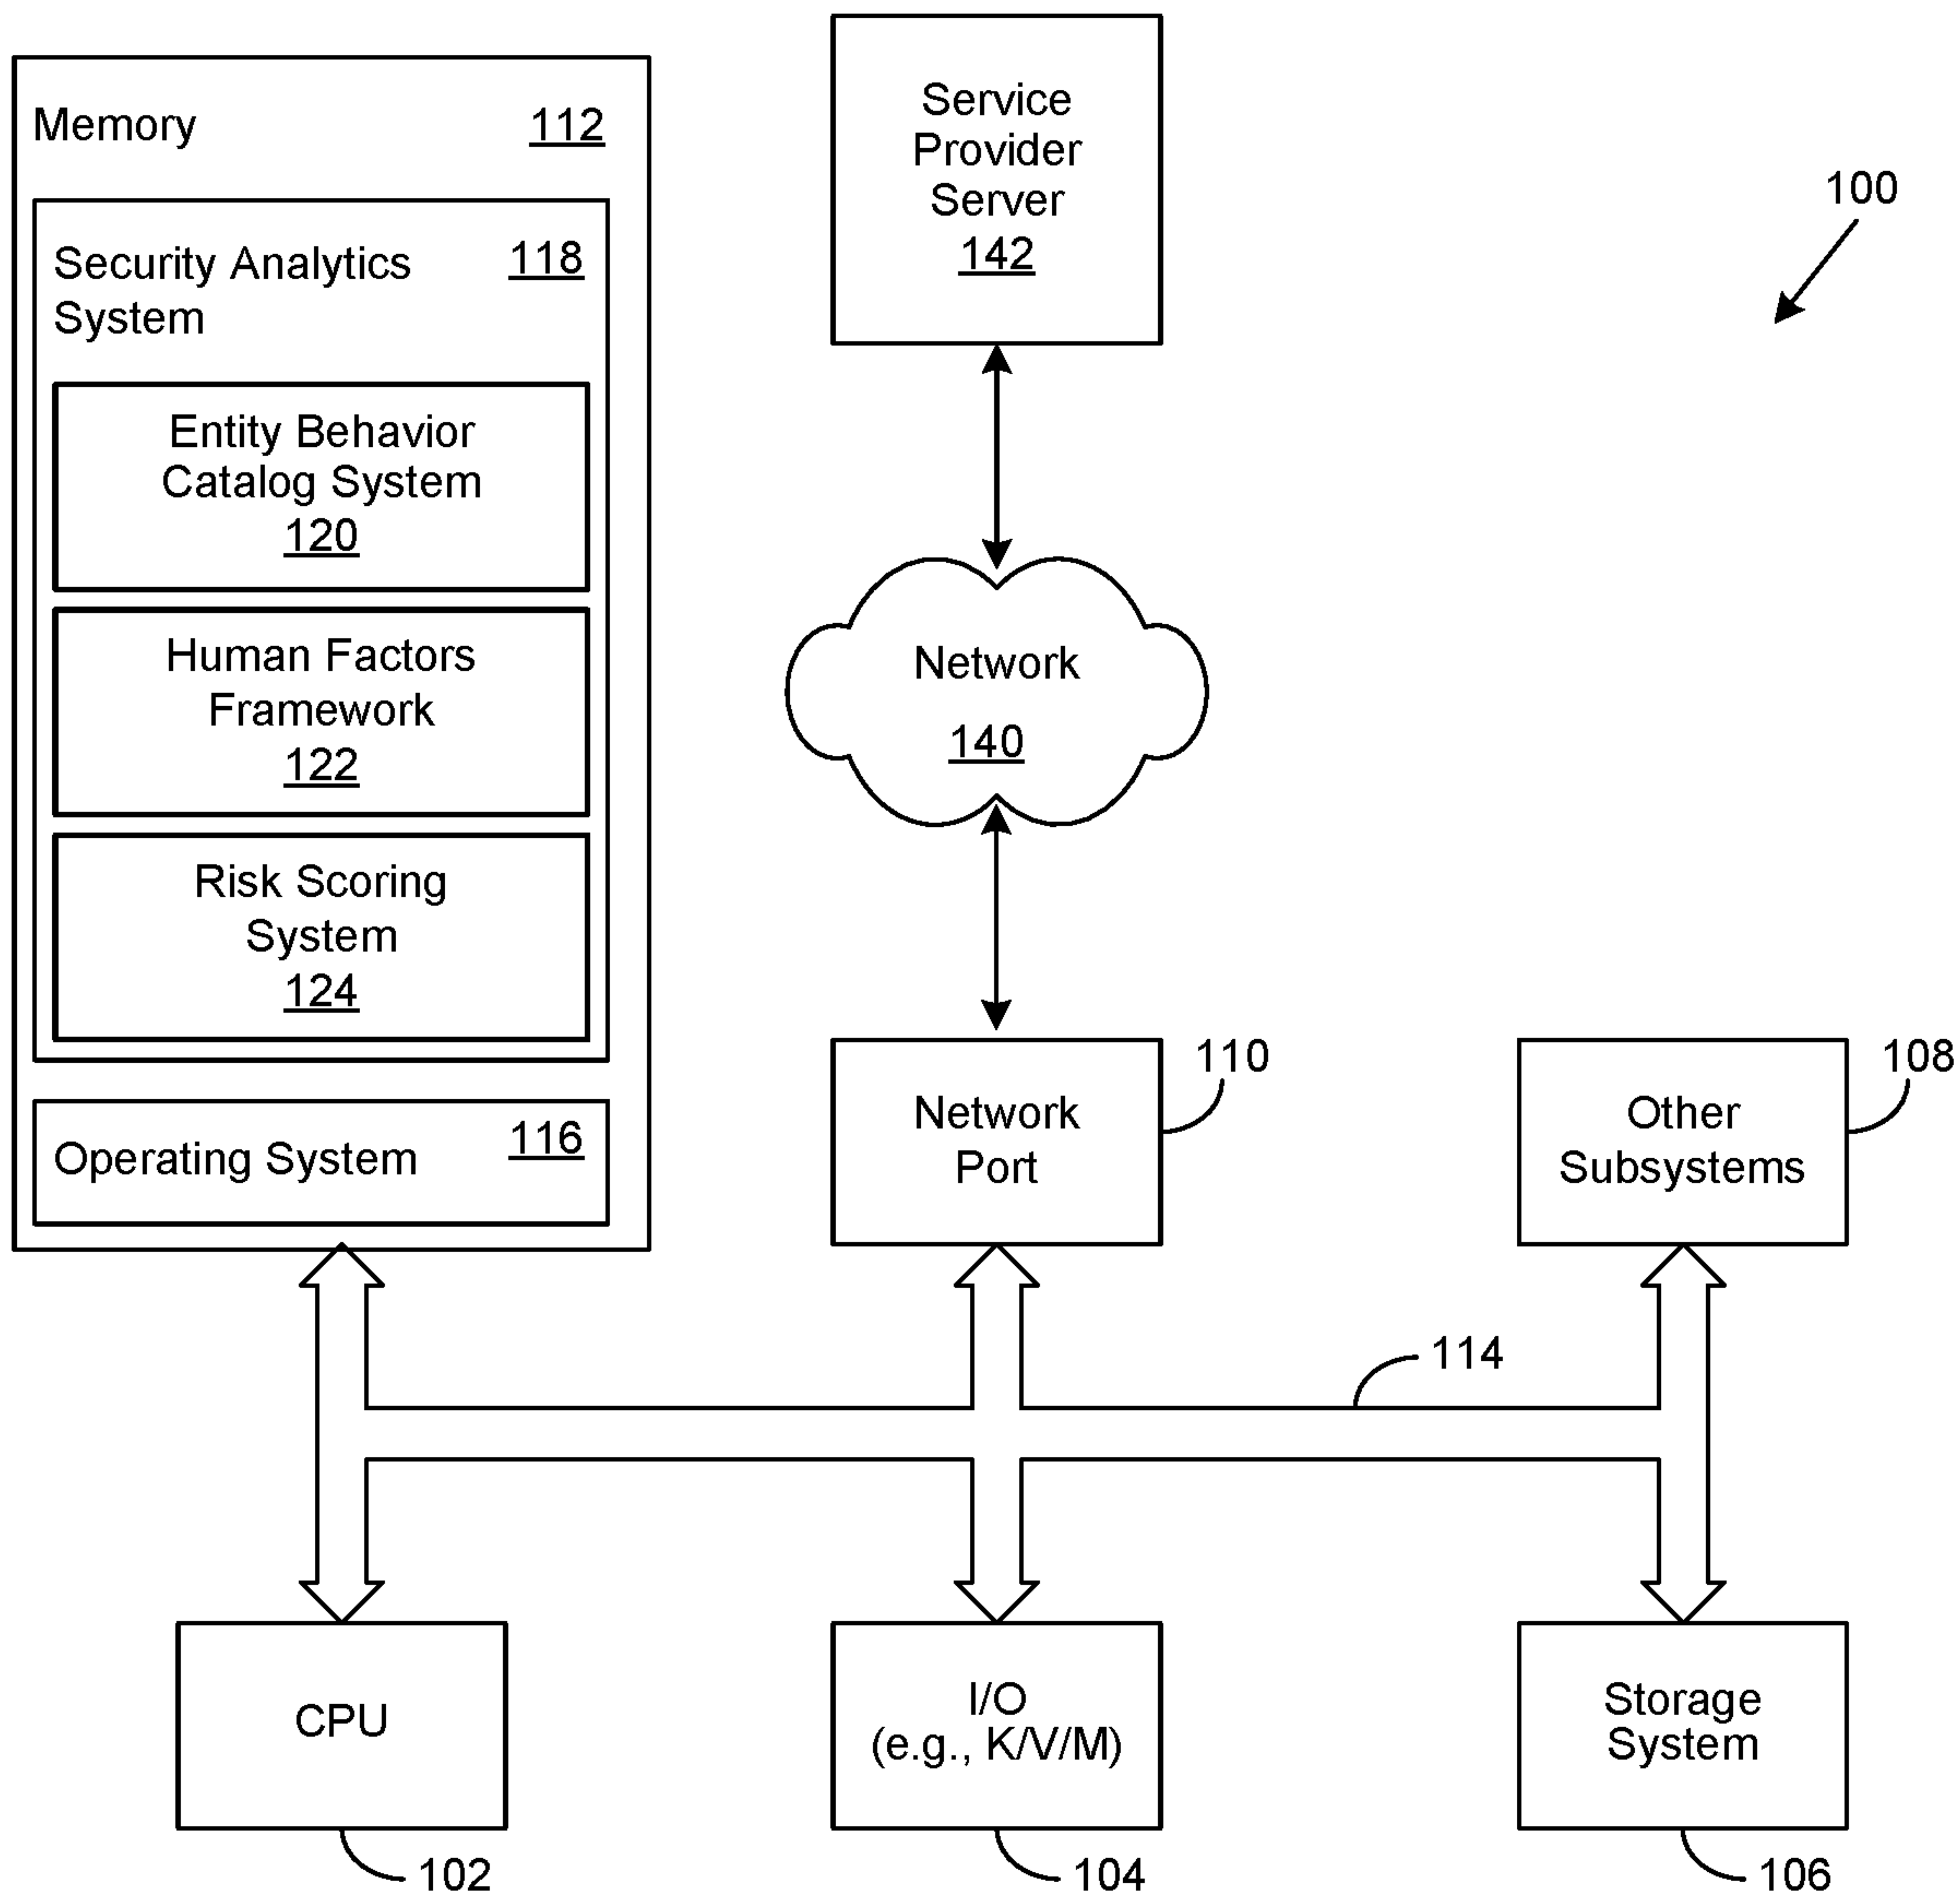 Memory 112
Security Analytics 118
System
Entity Behavior
Catalog System
120
Human Factors
Framework
122
Risk Scoring
System
124
Operating System 116
Service
Provider
Server
142
100
Network
140
Network
Port
110
Other
Subsystems
108
114
CPU
102
I/O
(e.g., K/V/M)
104
Storage
System
106